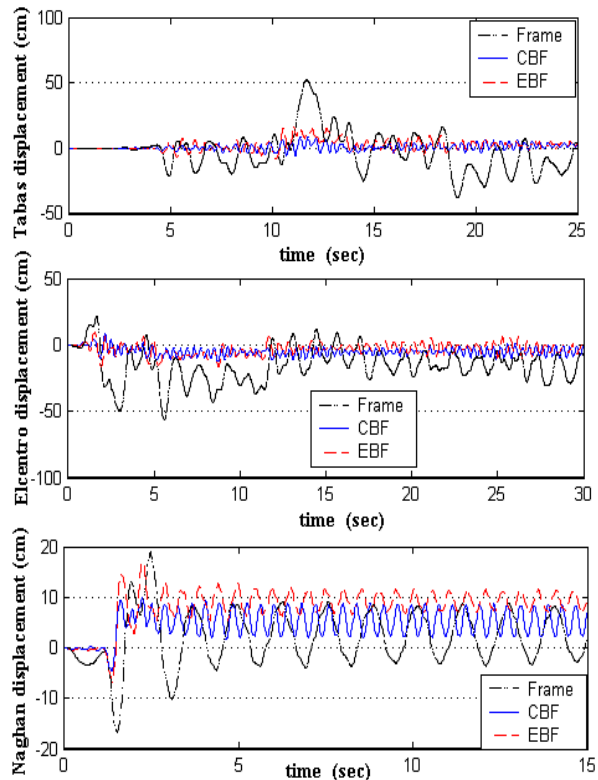 Tabas displacement (cm)
100
50
0
-50
Frame
CBF
EBF
0 5 10 15 20 25
time (sec)
Elcentro displacement (cm)
50
0
-50
-100
Frame
CBF
EBF
0 5 10 15 20 25 30
time (sec)
Naghan displacement (cm)
20
10
0
-10
-20
Frame
CBF
EBF
0 5 10 15
time (sec)